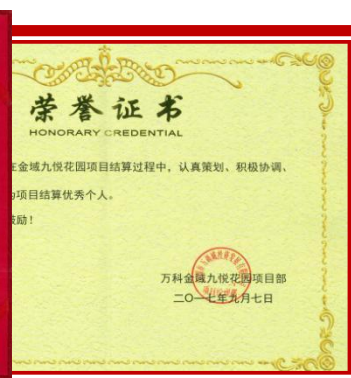 荣誉证书
HONORARY CREDENTIAL
在金域九悦花园项目结算过程中，认真策划、积极协调、
为项目结算优秀个人。
鼓励！
万科金域九悦花园项目部
二〇一七年九月七日